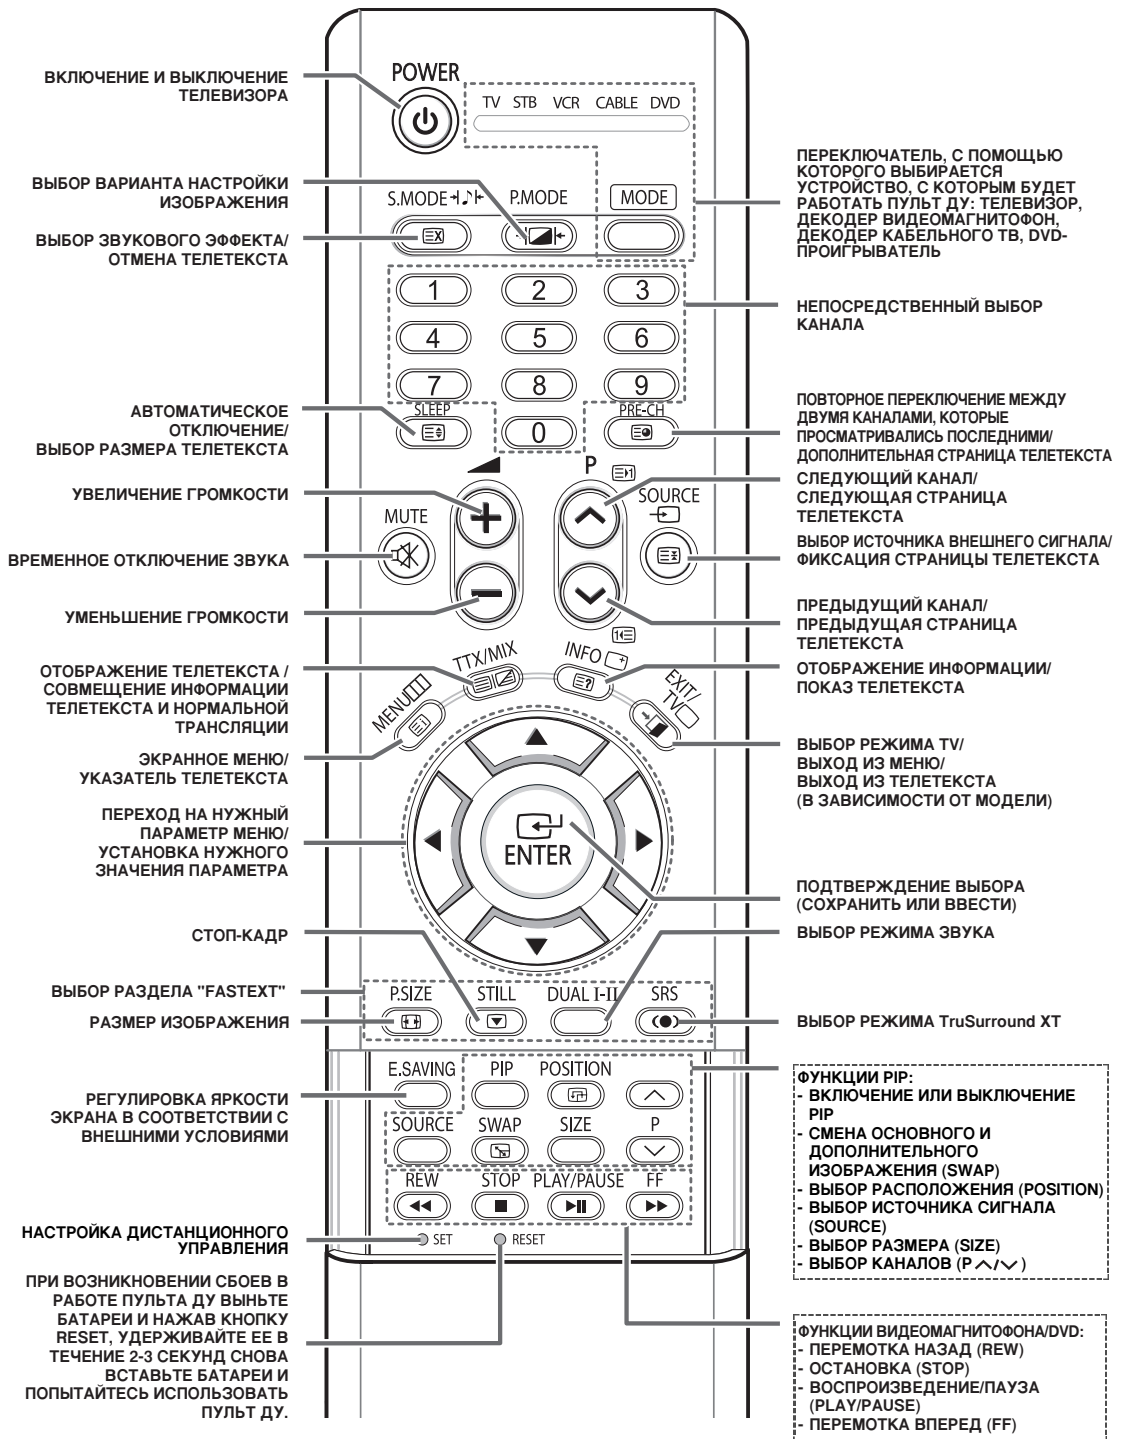 ВКЛЮЧЕНИЕ И ВЫКЛЮЧЕНИЕ
ТЕЛЕВИЗОРА
ВЫБОР ВАРИАНТА НАСТРОЙКИ
ИЗОБРАЖЕНИЯ
ВЫБОР ЗВУКОВОГО ЭФФЕКТА/
ОТМЕНА ТЕЛЕТЕКСТА
АВТОМАТИЧЕСКОЕ
ОТКЛЮЧЕНИЕ/
ВЫБОР РАЗМЕРА ТЕЛЕТЕКСТА
УВЕЛИЧЕНИЕ ГРОМКОСТИ
ВРЕМЕННОЕ ОТКЛЮЧЕНИЕ ЗВУКА
УМЕНЬШЕНИЕ ГРОМКОСТИ
ОТОБРАЖЕНИЕ ТЕЛЕТЕКСТА /
СОВМЕЩЕНИЕ ИНФОРМАЦИИ
ТЕЛЕТЕКСТА И НОРМАЛЬНОЙ
ТРАНСЛЯЦИИ
ЭКРАННОЕ МЕНЮ/
УКАЗАТЕЛЬ ТЕЛЕТЕКСТА
ПЕРЕХОД НА НУЖНЫЙ
ПАРАМЕТР МЕНЮ/
УСТАНОВКА НУЖНОГО
ЗНАЧЕНИЯ ПАРАМЕТРА
СТОП-КАДР
ВЫБОР РАЗДЕЛА "FASTEXT"
РАЗМЕР ИЗОБРАЖЕНИЯ
РЕГУЛИРОВКА ЯРКОСТИ
ЭКРАНА В СООТВЕТСТВИИ С
ВНЕШНИМИ УСЛОВИЯМИ
НАСТРОЙКА ДИСТАНЦИОННОГО
УПРАВЛЕНИЯ
ПРИ ВОЗНИКНОВЕНИИ СБОЕВ В
РАБОТЕ ПУЛЬТА ДУ ВЫНЬТЕ
БАТАРЕИ И НАЖАВ КНОПКУ
RESET, УДЕРЖИВАЙТЕ ЕЕ В
ТЕЧЕНИЕ 2-3 СЕКУНД СНОВА
ВСТАВЬТЕ БАТАРЕИ И
ПОПЫТАЙТЕСЬ ИСПОЛЬЗОВАТЬ
ПУЛЬТ ДУ.
POWER
TV STB VCR CABLE DVD
S.MODE P.MODE MODE
1 2 3
4 5 6
7 8 9
SLEEP 0 PRE-CH
P
MUTE SOURCE
TTX/MIX INFO
MENU EXIT/
TV
ENTER
P.SIZE STILL DUAL I-II SRS
E.SAVING PIP POSITION
SOURCE SWAP SIZE P
REW STOP PLAY/PAUSE FF
SET RESET
ПЕРЕКЛЮЧАТЕЛЬ, С ПОМОЩЬЮ
КОТОРОГО ВЫБИРАЕТСЯ
УСТРОЙСТВО, С КОТОРЫМ БУДЕТ
РАБОТАТЬ ПУЛЬТ ДУ: ТЕЛЕВИЗОР,
ДЕКОДЕР ВИДЕОМАГНИТОФОН,
ДЕКОДЕР КАБЕЛЬНОГО ТВ, DVD-
ПРОИГРЫВАТЕЛЬ
НЕПОСРЕДСТВЕННЫЙ ВЫБОР
КАНАЛА
ПОВТОРНОЕ ПЕРЕКЛЮЧЕНИЕ МЕЖДУ
ДВУМЯ КАНАЛАМИ, КОТОРЫЕ
ПРОСМАТРИВАЛИСЬ ПОСЛЕДНИМИ/
ДОПОЛНИТЕЛЬНАЯ СТРАНИЦА ТЕЛЕТЕКСТА
СЛЕДУЮЩИЙ КАНАЛ/
СЛЕДУЮЩАЯ СТРАНИЦА
ТЕЛЕТЕКСТА
ВЫБОР ИСТОЧНИКА ВНЕШНЕГО СИГНАЛА/
ФИКСАЦИЯ СТРАНИЦЫ ТЕЛЕТЕКСТА
ПРЕДЫДУЩИЙ КАНАЛ/
ПРЕДЫДУЩАЯ СТРАНИЦА
ТЕЛЕТЕКСТА
ОТОБРАЖЕНИЕ ИНФОРМАЦИИ/
ПОКАЗ ТЕЛЕТЕКСТА
ВЫБОР РЕЖИМА TV/
ВЫХОД ИЗ МЕНЮ/
ВЫХОД ИЗ ТЕЛЕТЕКСТА
(В ЗАВИСИМОСТИ ОТ МОДЕЛИ)
ПОДТВЕРЖДЕНИЕ ВЫБОРА
(СОХРАНИТЬ ИЛИ ВВЕСТИ)
ВЫБОР РЕЖИМА ЗВУКА
ВЫБОР РЕЖИМА TruSurround XT
ФУНКЦИИ PIP:
- ВКЛЮЧЕНИЕ ИЛИ ВЫКЛЮЧЕНИЕ
PIP
- СМЕНА ОСНОВНОГО И
ДОПОЛНИТЕЛЬНОГО
ИЗОБРАЖЕНИЯ (SWAP)
- ВЫБОР РАСПОЛОЖЕНИЯ (POSITION)
- ВЫБОР ИСТОЧНИКА СИГНАЛА
(SOURCE)
- ВЫБОР РАЗМЕРА (SIZE)
- ВЫБОР КАНАЛОВ (P ︿/﹀ )
ФУНКЦИИ ВИДЕОМАГНИТОФОНА/DVD:
- ПЕРЕМОТКА НАЗАД (REW)
- ОСТАНОВКА (STOP)
- ВОСПРОИЗВЕДЕНИЕ/ПАУЗА
(PLAY/PAUSE)
- ПЕРЕМОТКА ВПЕРЕД (FF)